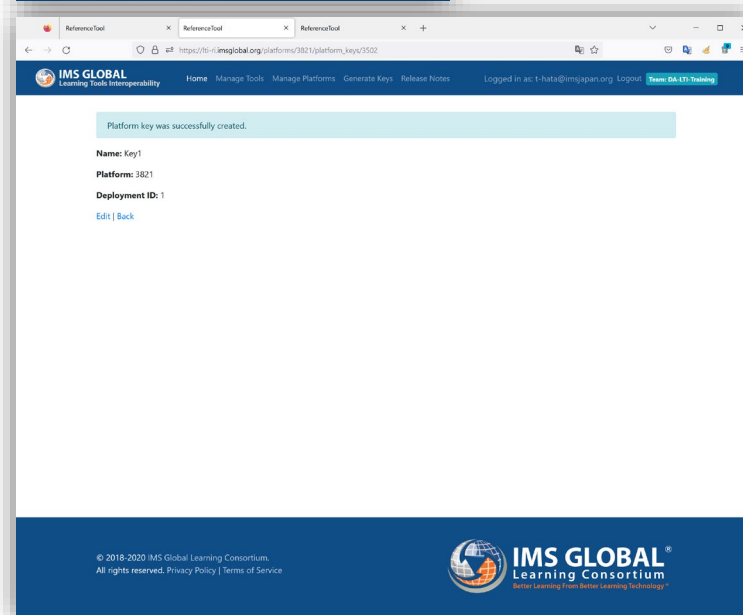 ReferenceTool
ReferenceTool
ReferenceTool
https://lti-ri.imsglobal.org/platforms/3821/platform_keys/3502
IMS GLOBAL
Learning Tools Interoperability
Home Manage Tools Manage Platforms Generate Keys Release Notes
Logged in as: t-hata@imsjapan.org Logout Team: DA-LTI-Training
Platform key was successfully created.
Name: Key1
Platform: 3821
Deployment ID: 1
Edit | Back
© 2018-2020 IMS Global Learning Consortium.
All rights reserved. Privacy Policy | Terms of Service
IMS GLOBAL®
Learning Consortium
Better Learning From Better Learning Technology®